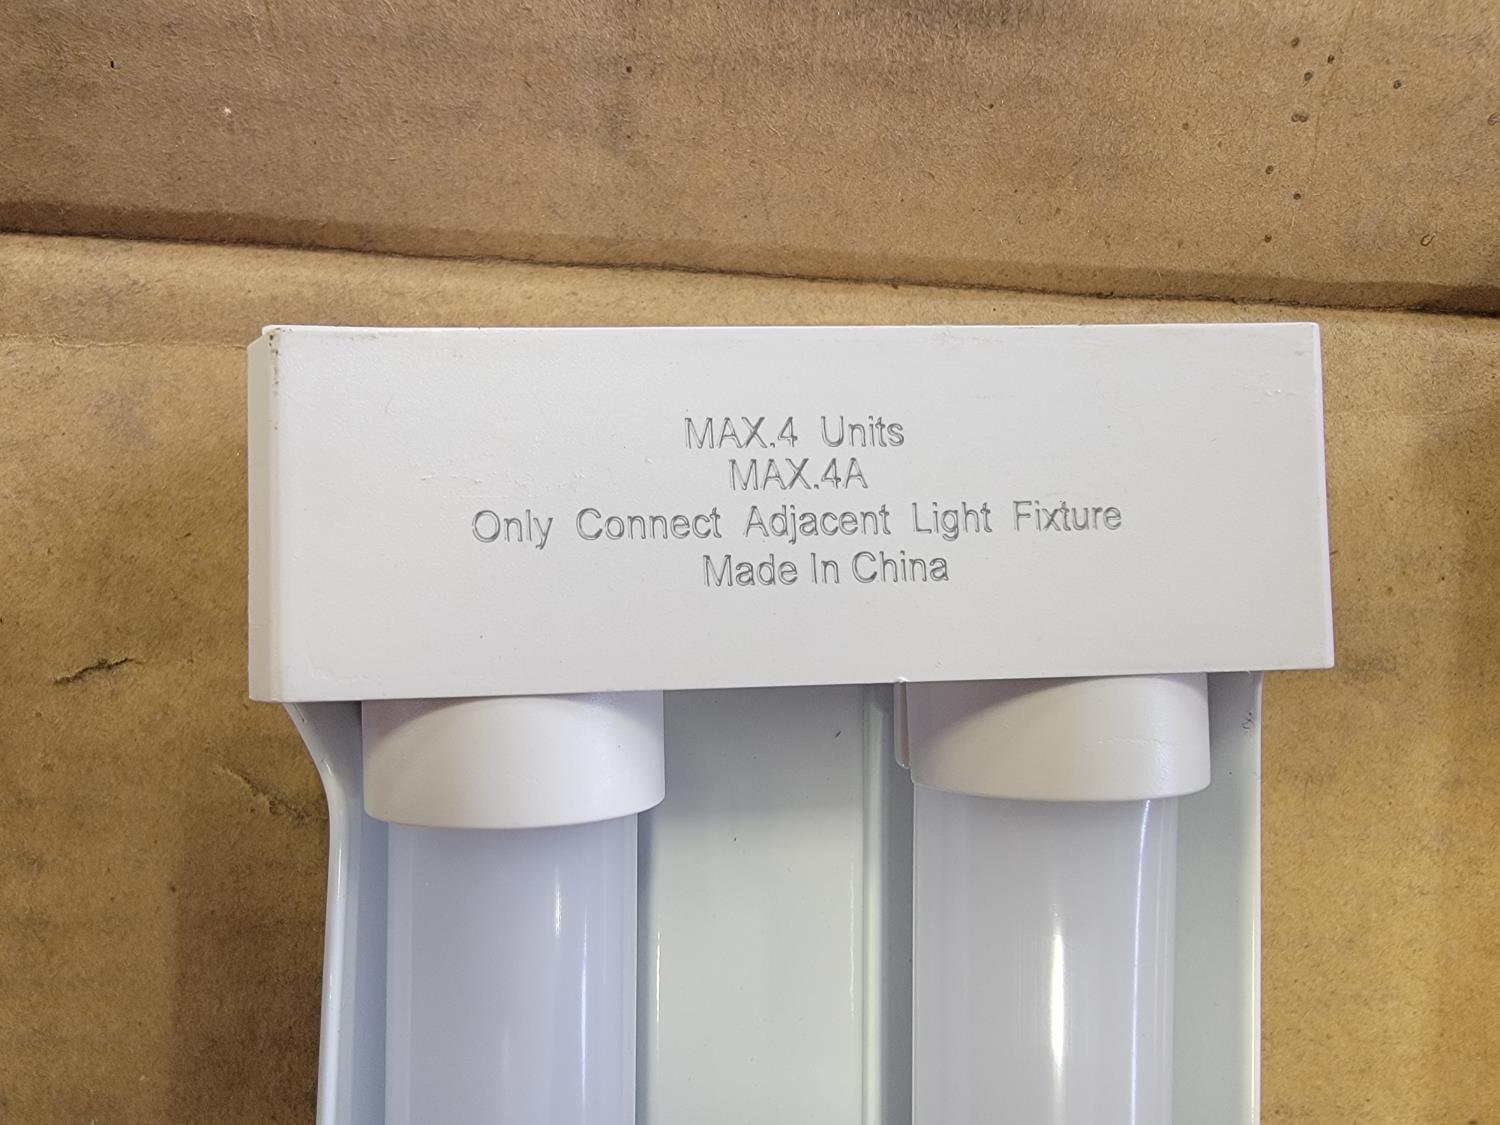 MAX.4 Units
MAX.4A
Only Connect Adjacent Light Fixture
Made In China